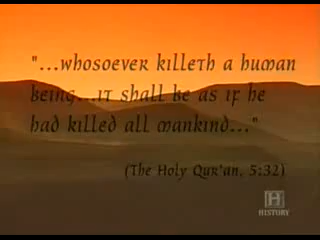 "...whosoever killeth a human
being...it shall be as if he
had killed all mankind..."
(The Holy Qur'an, 5:32)
H
HISTORY